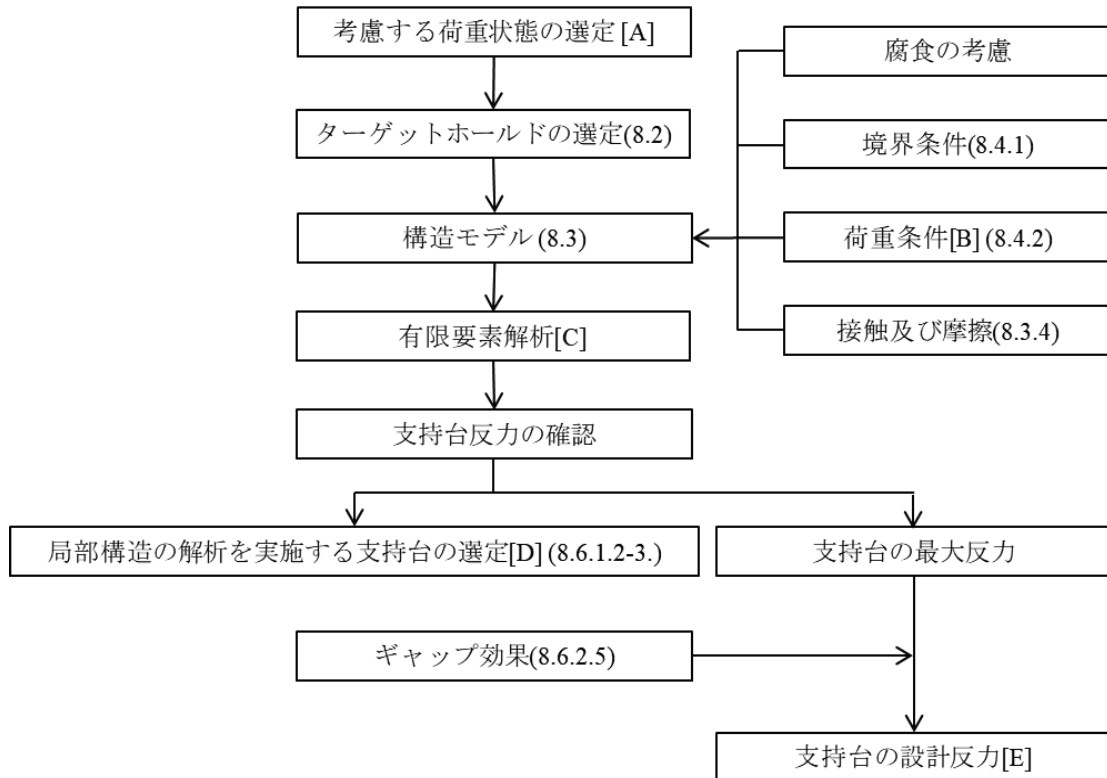 考慮する荷重状態の選定[A]
腐食の考慮
ターゲットホールドの選定(8.2)
境界条件(8.4.1)
構造モデル(8.3)
荷重条件[B] (8.4.2)
有限要素解析[C]
接触及び摩擦(8.3.4)
支持台反力の確認
局部構造の解析を実施する支持台の選定[D] (8.6.1.2-3.)
支持台の最大反力
ギャップ効果(8.6.2.5)
支持台の設計反力[E]